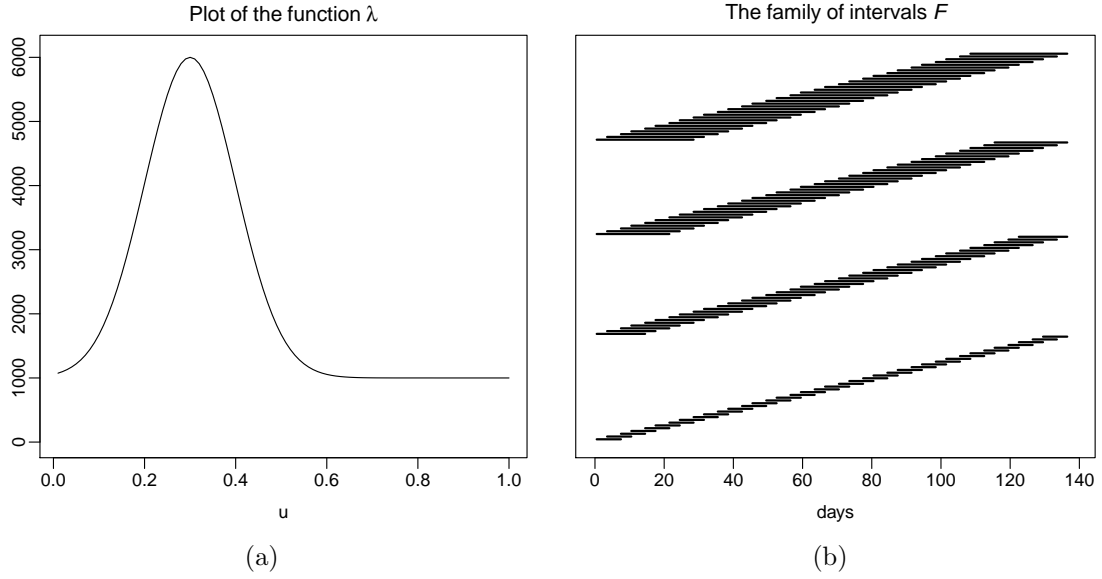 Plot of the function λ
6000
5000
4000
3000
2000
1000
0
0.0 0.2 0.4 0.6 0.8 1.0
u
(a)
The family of intervals F
0 20 40 60 80 100 120 140
days
(b)